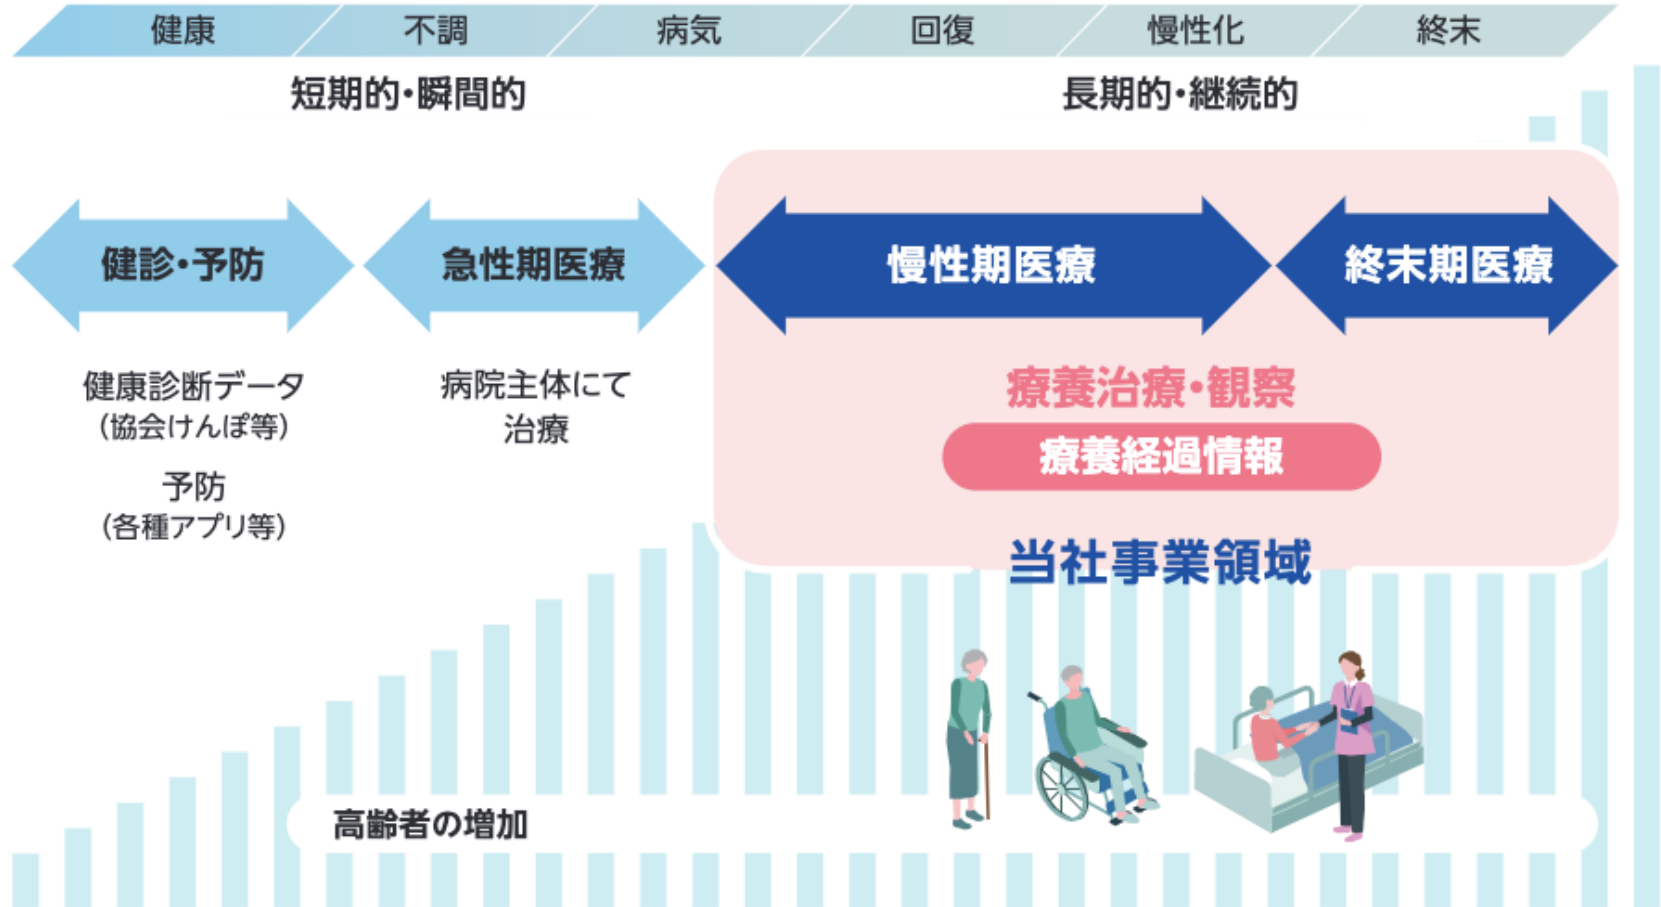 健康
不調
病気
回復
慢性化
終末
短期的・瞬間的
長期的・継続的
健診・予防
急性期医療
慢性期医療
終末期医療
健康診断データ
（協会けんぽ等）
予防
（各種アプリ等）
病院主体にて
治療
療養治療・観察
療養経過情報
当社事業領域
高齢者の増加